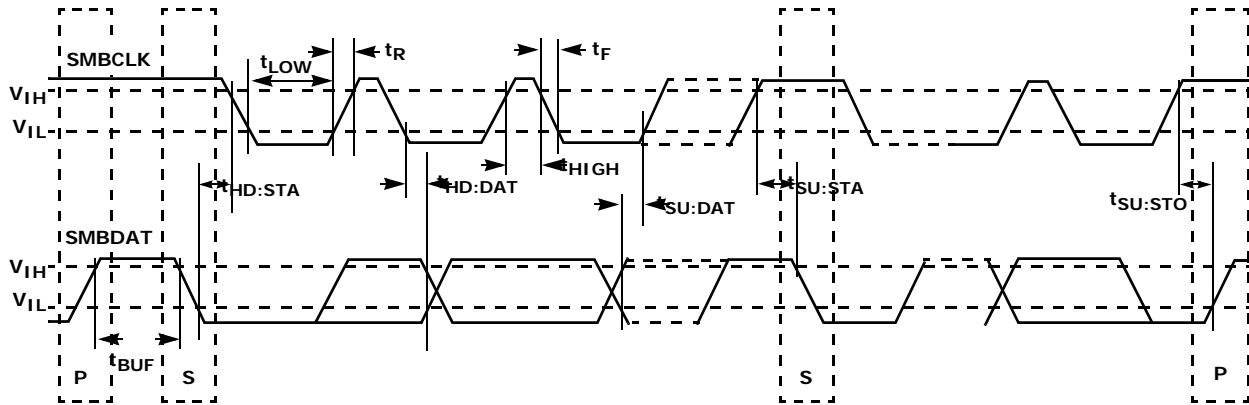 SMBCLK
tLOW
tR
tF
VIH
VIL
tHD:STA
tHD:DAT
tHIGH
tSU:DAT
tSU:STA
tSU:STO
SMBDAT
VIH
VIL
tBUF
P
S
S
P